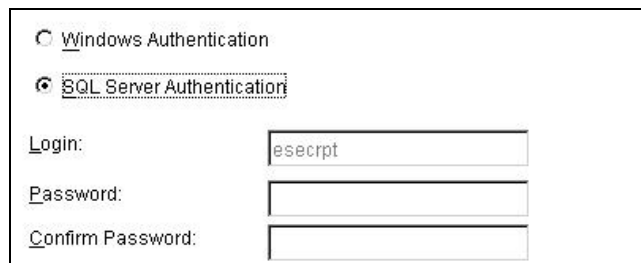 Windows Authentication
SQL Server Authentication
Login: esecrpt
Password:
Confirm Password: